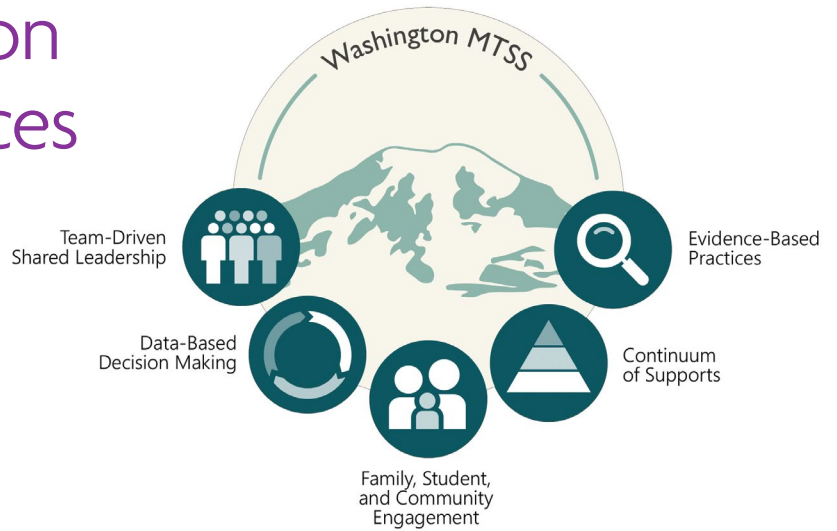 on
ces
Washington MTSS
Team-Driven
Shared Leadership
Evidence-Based
Practices
Data-Based
Decision Making
Continuum
of Supports
Family, Student,
and Community
Engagement